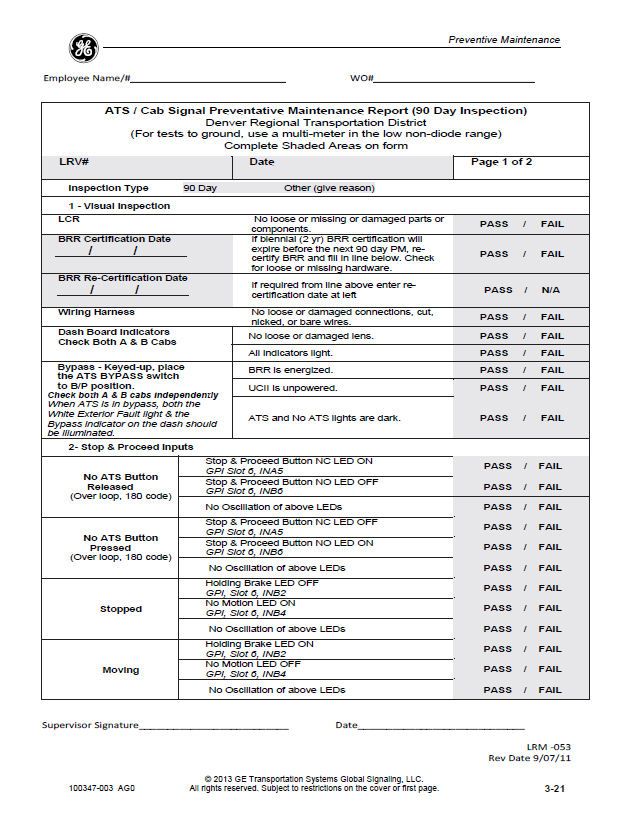 GE
Preventive Maintenance
Employee Name/#____________________________ WO#____________________________
ATS / Cab Signal Preventative Maintenance Report (90 Day Inspection)
Denver Regional Transportation District
(For tests to ground, use a multi-meter in the low non-diode range)
Complete Shaded Areas on form
LRV# Date Page 1 of 2
Inspection Type 90 Day Other (give reason)
1 - Visual Inspection
LCR No loose or missing or damaged parts or
components. PASS / FAIL
BRR Certification Date
/ /
If biennial (2 yr) BRR certification will
expire before the next 90 day PM, re-
certify BRR and fill in line below. Check
for loose or missing hardware.
PASS / FAIL
BRR Re-Certification Date
/ /
If required from line above enter re-
certification date at left
PASS / N/A
Wiring Harness No loose or damaged connections, cut,
nicked, or bare wires. PASS / FAIL
Dash Board Indicators
Check Both A & B Cabs
No loose or damaged lens. PASS / FAIL
All indicators light. PASS / FAIL
Bypass - Keyed-up, place
the ATS BYPASS switch
to B/P position.
Check both A & B cabs independently
When ATS is in bypass, both the
White Exterior Fault light & the
Bypass indicator on the dash should
be illuminated.
BRR is energized. PASS / FAIL
UCII is unpowered. PASS / FAIL
ATS and No ATS lights are dark. PASS / FAIL
2- Stop & Proceed Inputs
No ATS Button
Released
(Over loop, 180 code)
Stop & Proceed Button NC LED ON
GPI Slot 6, INA5
PASS / FAIL
Stop & Proceed Button NO LED OFF
GPI Slot 6, INB6
PASS / FAIL
No Oscillation of above LEDs PASS / FAIL
No ATS Button
Pressed
(Over loop, 180 code)
Stop & Proceed Button NC LED OFF
GPI Slot 6, INA5
PASS / FAIL
Stop & Proceed Button NO LED ON
GPI Slot 6, INB6
PASS / FAIL
No Oscillation of above LEDs PASS / FAIL
Stopped
Holding Brake LED OFF
GPI, Slot 6, INB2
PASS / FAIL
No Motion LED ON
GPI, Slot 6, INB4
PASS / FAIL
No Oscillation of above LEDs PASS / FAIL
Moving
Holding Brake LED ON
GPI, Slot 6, INB2
PASS / FAIL
No Motion LED OFF
GPI, Slot 6, INB4
PASS / FAIL
No Oscillation of above LEDs PASS / FAIL
Supervisor Signature____________________________ Date____________________________
LRM -053
Rev Date 9/07/11
© 2013 GE Transportation Systems Global Signaling, LLC.
100347-003 AG0 All rights reserved. Subject to restrictions on the cover or first page. 3-21